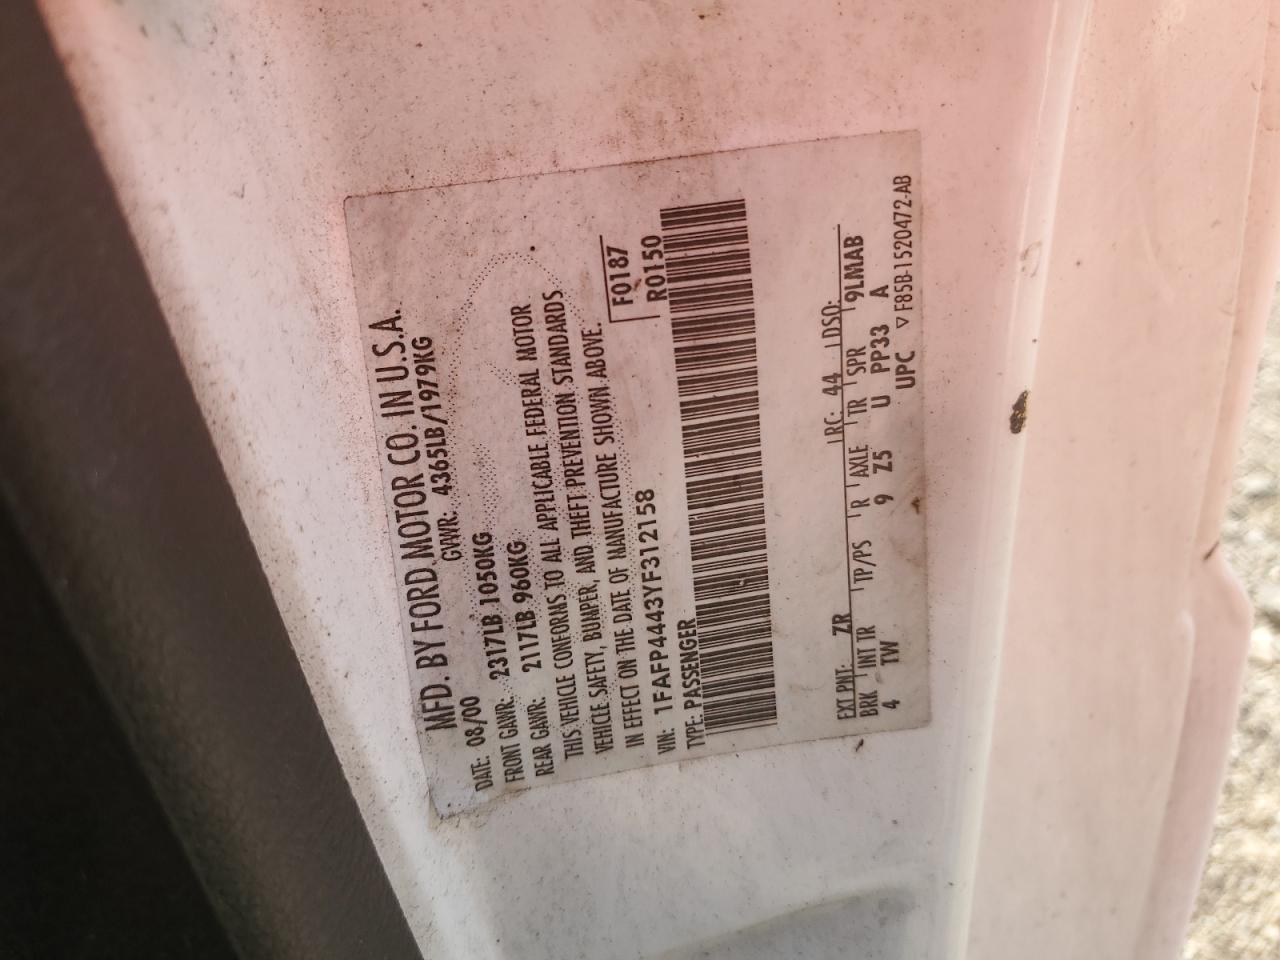 MFD. BY FORD MOTOR CO. IN U.S.A.
DATE: 08/00 GVWR: 4365LB/1979KG
FRONT GAWR: 2317LB 1050KG
REAR GAWR: 2117LB 960KG
THIS VEHICLE CONFORMS TO ALL APPLICABLE FEDERAL MOTOR
VEHICLE SAFETY, BUMPER, AND THEFT PREVENTION STANDARDS
IN EFFECT ON THE DATE OF MANUFACTURE SHOWN ABOVE.
VIN: 1FAFP4443YF312158 F0187
TYPE: PASSENGER R0150
EXT PNT: ZR RC: 44 DSO:
BRK INT TR TP/PS R AXLE TR SPR 9LMAB
4 TW 9 Z5 U PP33 A
UPC ▽ F85B-1520472-AB